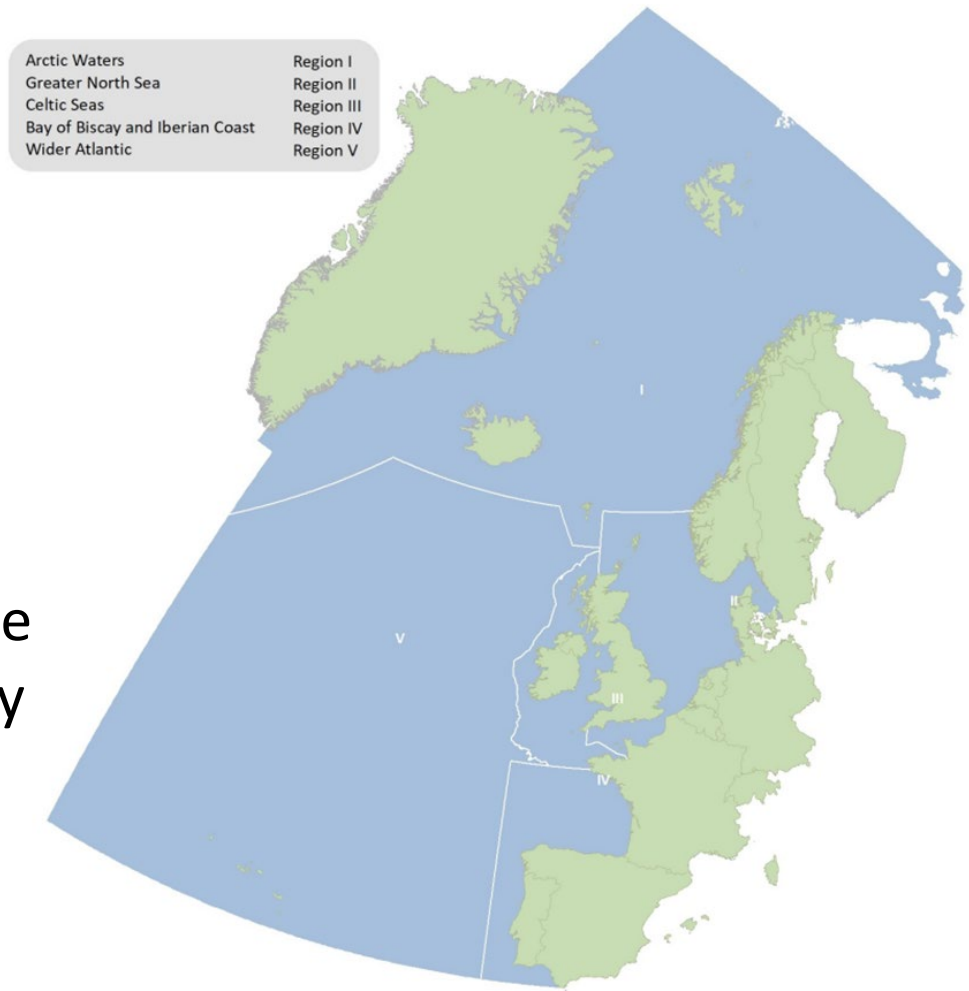 Arctic Waters Region I
Greater North Sea Region II
Celtic Seas Region III
Bay of Biscay and Iberian Coast Region IV
Wider Atlantic Region V
I
II
e
V
y
III
IV